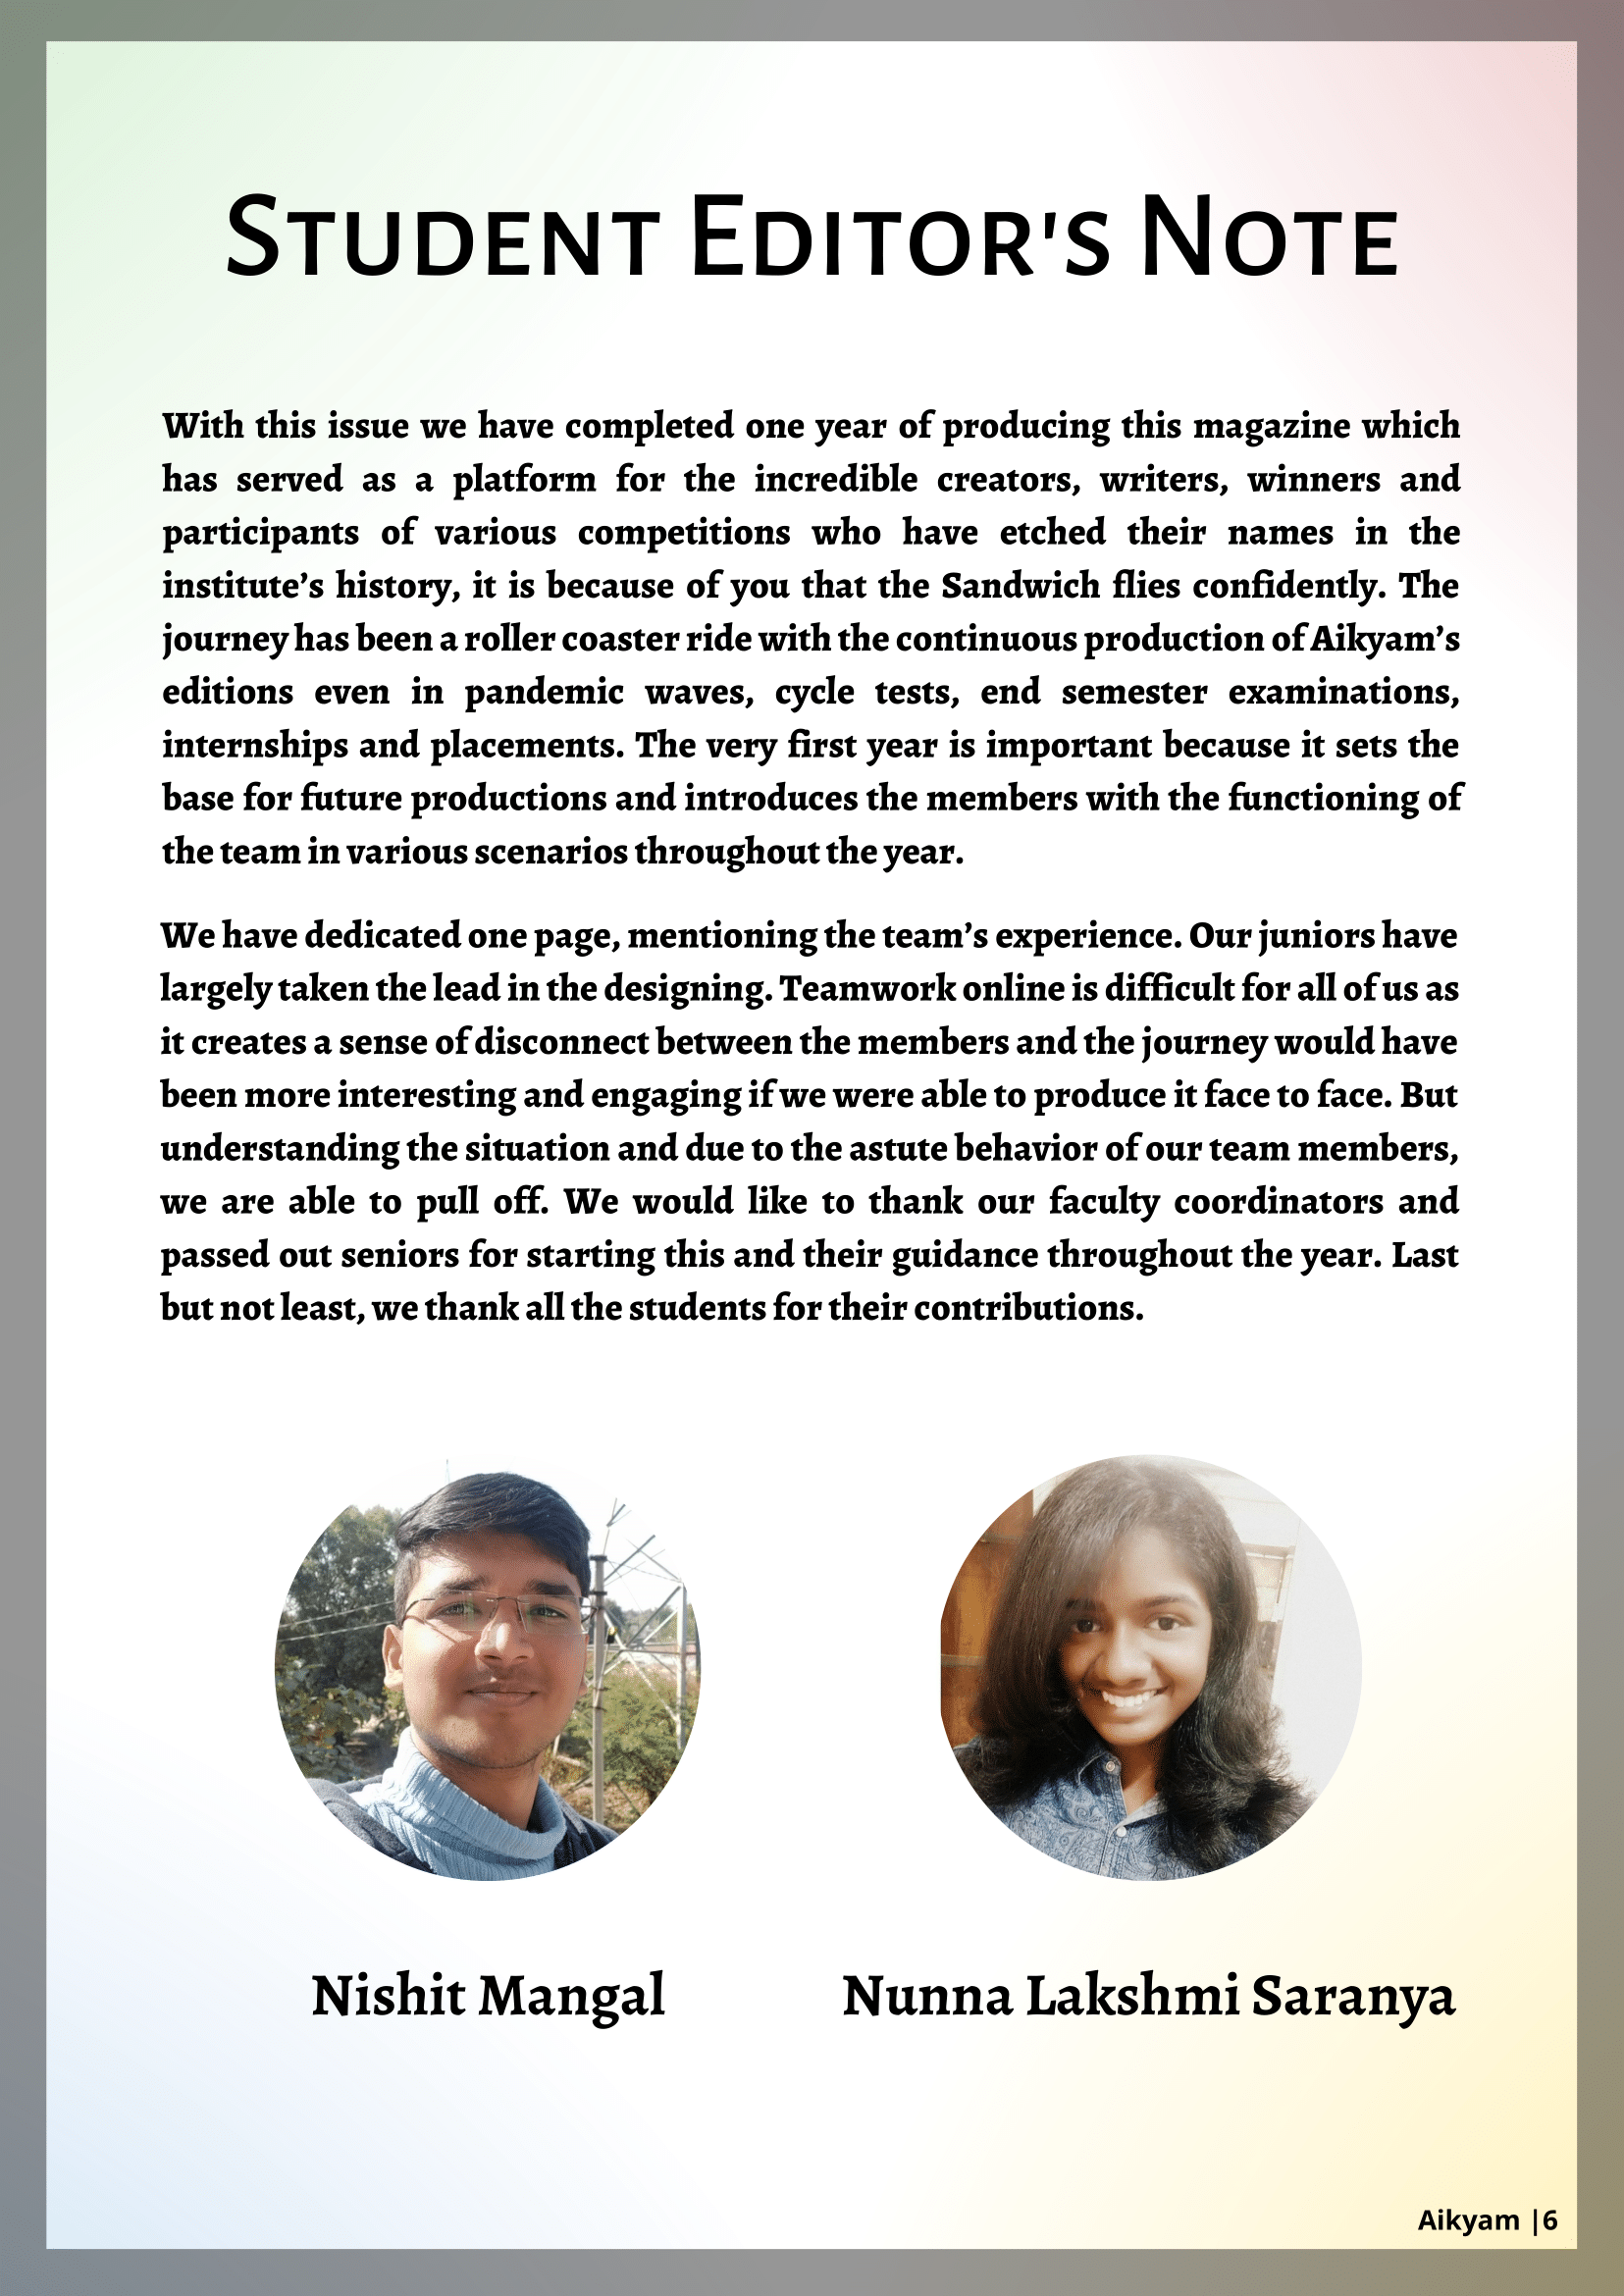 Student Editor's Note
With this issue we have completed one year of producing this magazine which
has served as a platform for the incredible creators, writers, winners and
participants of various competitions who have etched their names in the
institute’s history, it is because of you that the Sandwich flies confidently. The
journey has been a roller coaster ride with the continuous production of Aikyam’s
editions even in pandemic waves, cycle tests, end semester examinations,
internships and placements. The very first year is important because it sets the
base for future productions and introduces the members with the functioning of
the team in various scenarios throughout the year.
We have dedicated one page, mentioning the team’s experience. Our juniors have
largely taken the lead in the designing. Teamwork online is difficult for all of us as
it creates a sense of disconnect between the members and the journey would have
been more interesting and engaging if we were able to produce it face to face. But
understanding the situation and due to the astute behavior of our team members,
we are able to pull off. We would like to thank our faculty coordinators and
passed out seniors for starting this and their guidance throughout the year. Last
but not least, we thank all the students for their contributions.
Nishit Mangal
Nunna Lakshmi Saranya
Aikyam |6